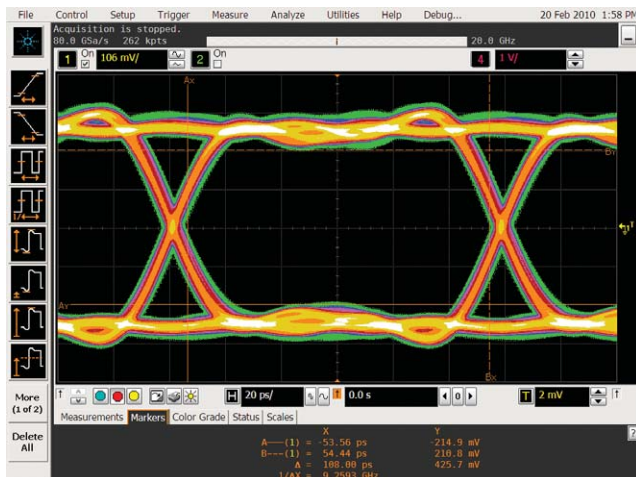 File Control Setup Trigger Measure Analyze Utilities Help Debug... 20 Feb 2010 1:58 PM
Acquisition is stopped.
80.0 GSa/s 262 kpts 20.0 GHz
1 On 106 mV/ 2 On 4 1 V/
Ax
By
Ay
Bx
More
(1 of 2)
Delete
All
H 20 ps/ 0.0 s 0 T 2 mV
Measurements Markers Color Grade Status Scales
X Y
A—(1) = -53.56 ps -214.9 mV
B---(1) = 54.44 ps 210.8 mV
Δ = 108.00 ps 425.7 mV
1/ΔX = 9.2593 GHz
?